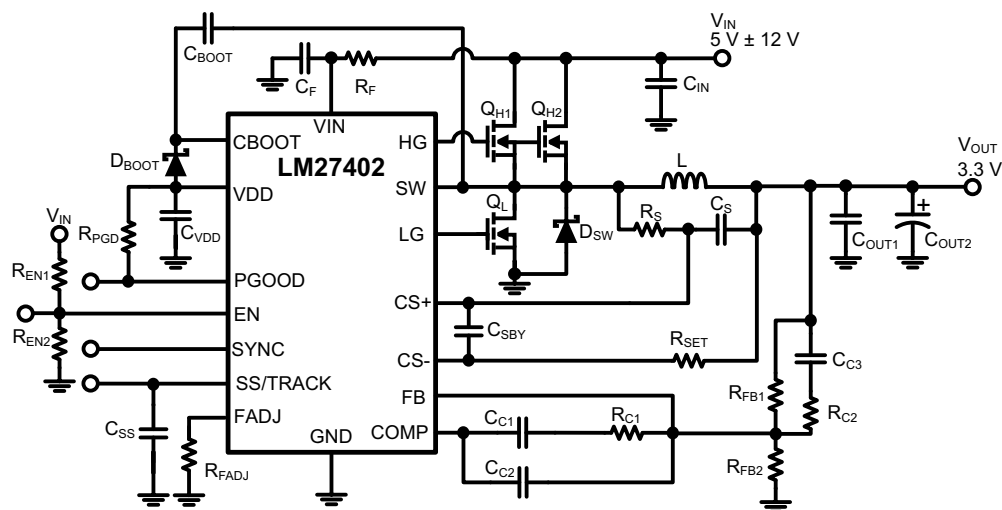 V_IN
5 V ± 12 V
C_BOOT
C_F
R_F
C_IN
VIN
Q_H1
Q_H2
CBOOT
HG
D_BOOT
LM27402
V_OUT
3.3 V
L
VDD
SW
V_IN
R_PGD
C_VDD
Q_L
LG
D_SW
R_S
C_S
C_OUT1
+
C_OUT2
R_EN1
PGOOD
CS+
EN
C_SBY
R_EN2
R_SET
SYNC
CS-
C_C3
SS/TRACK
FB
R_FB1
C_SS
FADJ
C_C1
R_C1
R_C2
GND
COMP
R_FADJ
C_C2
R_FB2